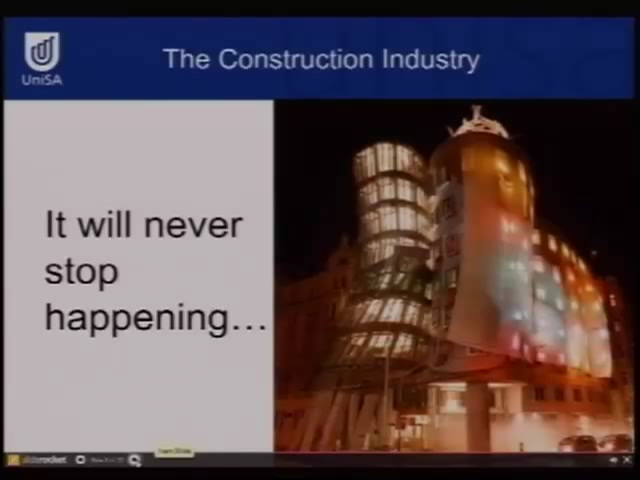 UniSA
The Construction Industry
It will never
stop
happening...